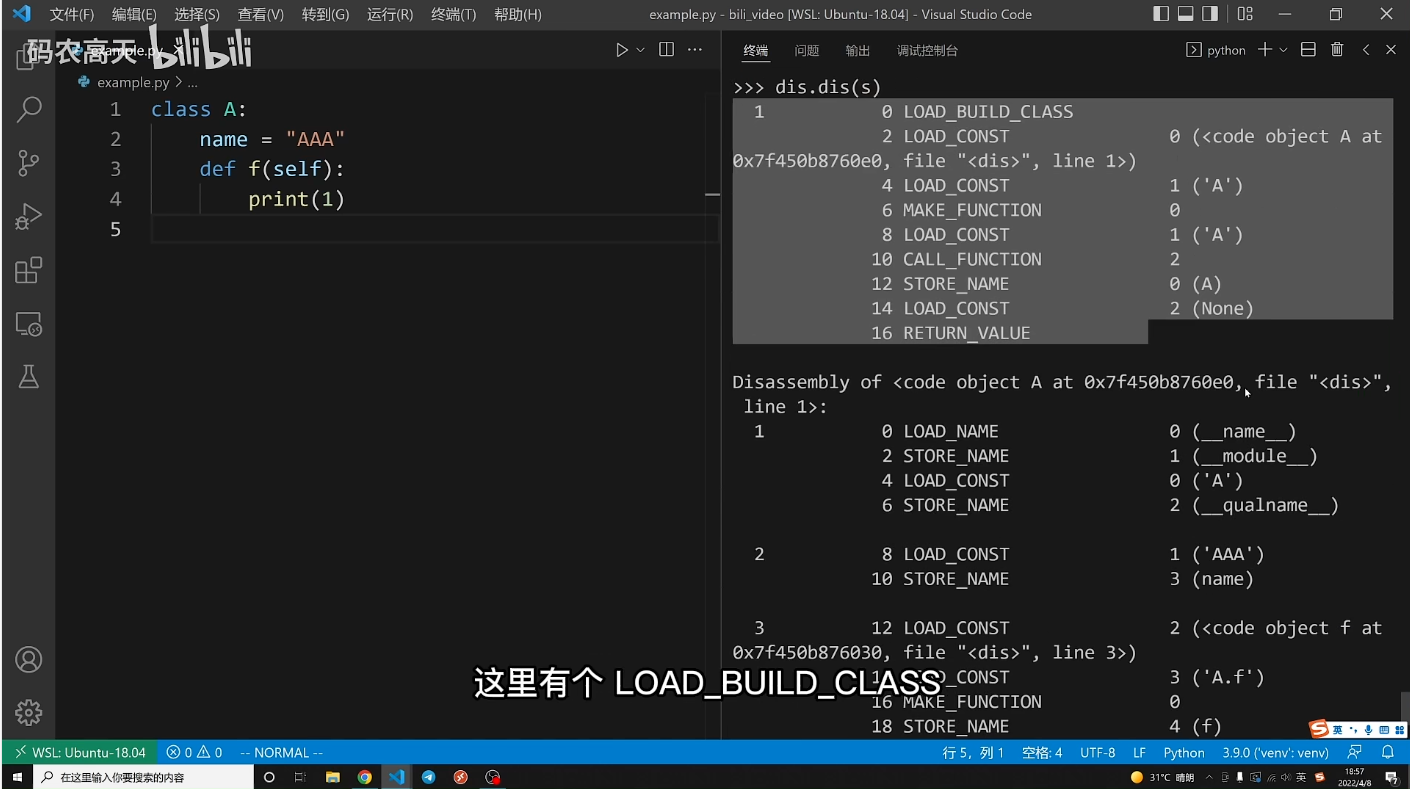 文件(F) 编辑(E) 选择(S) 查看(V) 转到(G) 运行(R) 终端(T) 帮助(H) example.py - bili_video [WSL: Ubuntu-18.04] - Visual Studio Code
码农高天 bilibili
example.py
终端 问题 输出 调试控制台 python
example.py > ...
1 class A:
2 name = "AAA"
3 def f(self):
4 print(1)
5
>>> dis.dis(s)
1 0 LOAD_BUILD_CLASS
2 LOAD_CONST 0 (<code object A at
0x7f450b8760e0, file "<dis>", line 1>)
4 LOAD_CONST 1 ('A')
6 MAKE_FUNCTION 0
8 LOAD_CONST 1 ('A')
10 CALL_FUNCTION 2
12 STORE_NAME 0 (A)
14 LOAD_CONST 2 (None)
16 RETURN_VALUE
Disassembly of <code object A at 0x7f450b8760e0, file "<dis>",
line 1>:
1 0 LOAD_NAME 0 (__name__)
2 STORE_NAME 1 (__module__)
4 LOAD_CONST 0 ('A')
6 STORE_NAME 2 (__qualname__)
2 8 LOAD_CONST 1 ('AAA')
10 STORE_NAME 3 (name)
3 12 LOAD_CONST 2 (<code object f at
0x7f450b876030, file "<dis>", line 3>)
LOAD_CONST 3 ('A.f')
16 MAKE_FUNCTION 0
18 STORE_NAME 4 (f)
这里有个 LOAD_BUILD_CLASS
英
WSL: Ubuntu-18.04 0 0 -- NORMAL -- 行 5，列 1 空格: 4 UTF-8 LF Python 3.9.0 ('venv': venv)
在这里输入你要搜索的内容 31°C 晴朗 英 18:57
2022/4/8